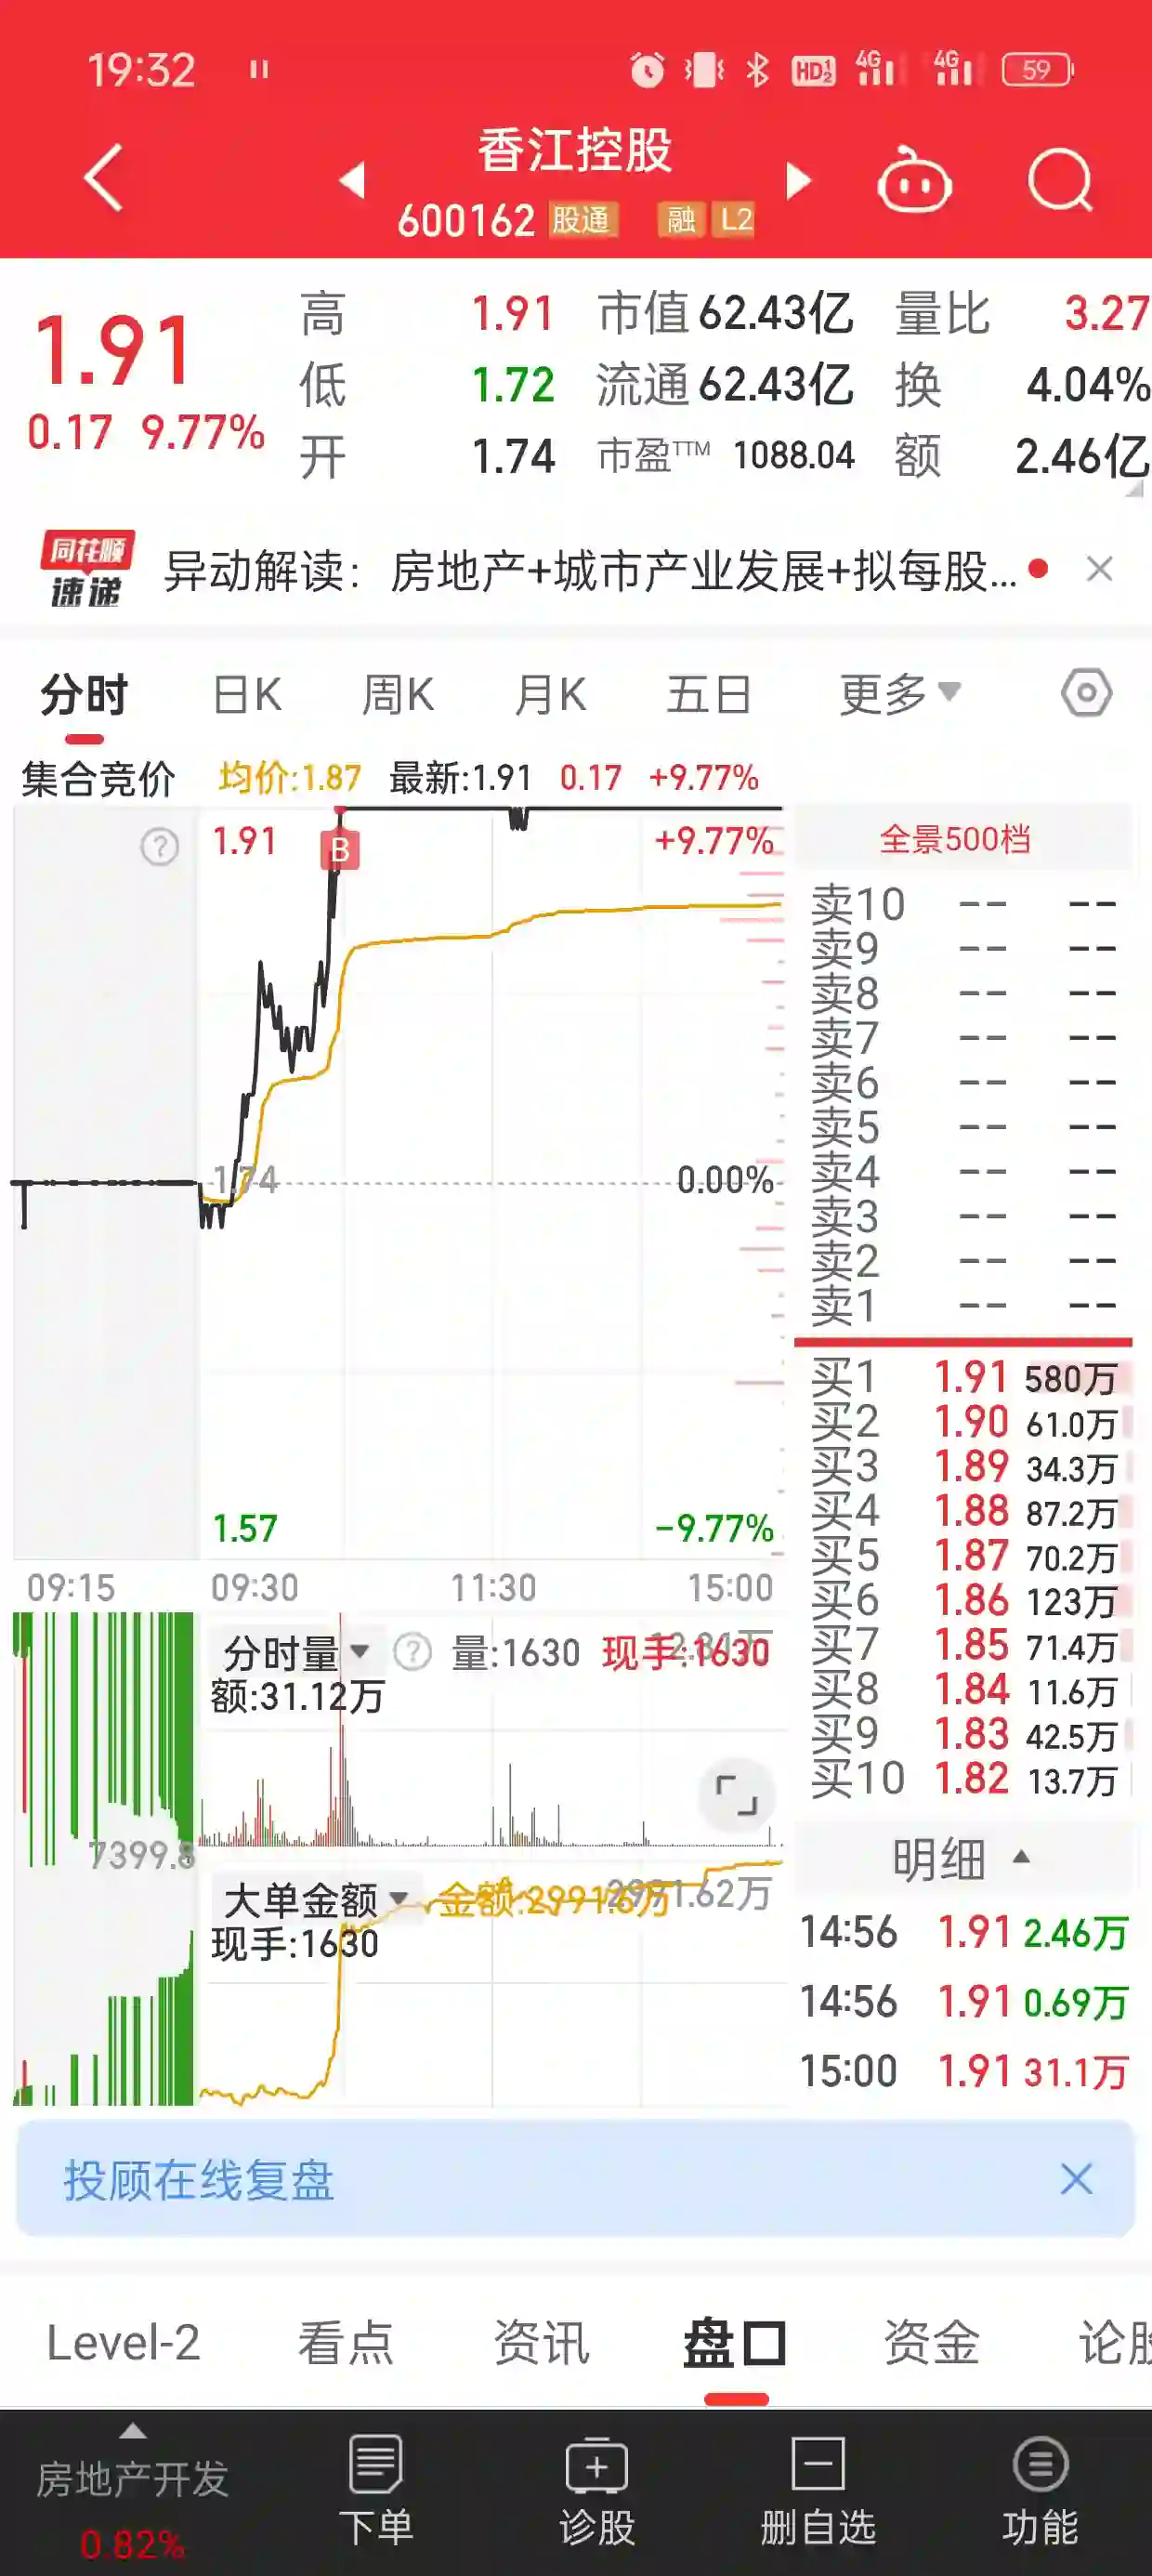 19:32 HD 1 2 4G 4G 59
香江控股
600162 股通 融 L2
1.91
0.17 9.77%
高 1.91 市值 62.43亿 量比 3.27
低 1.72 流通 62.43亿 换 4.04%
开 1.74 市盈TTM 1088.04 额 2.46亿
同花顺
速递
异动解读：房地产+城市产业发展+拟每股...
分时 日K 周K 月K 五日 更多
集合竞价 均价:1.87 最新:1.91 0.17 +9.77%
? 1.91 B +9.77%
1.74 0.00%
1.57 -9.77%
09:15 09:30 11:30 15:00
全景500档
卖10 -- --
卖9 -- --
卖8 -- --
卖7 -- --
卖6 -- --
卖5 -- --
卖4 -- --
卖3 -- --
卖2 -- --
卖1 -- --
买1 1.91 580万
买2 1.90 61.0万
买3 1.89 34.3万
买4 1.88 87.2万
买5 1.87 70.2万
买6 1.86 123万
买7 1.85 71.4万
买8 1.84 11.6万
买9 1.83 42.5万
买10 1.82 13.7万
分时量 ? 量:1630 现手:1630
额:31.12万
7399.8
大单金额 金额:2991.6万 2991.62万
现手:1630
明细
14:56 1.91 2.46万
14:56 1.91 0.69万
15:00 1.91 31.1万
投顾在线复盘
Level-2 看点 资讯 盘口 资金 论股
房地产开发
0.82%
下单 诊股 删自选 功能